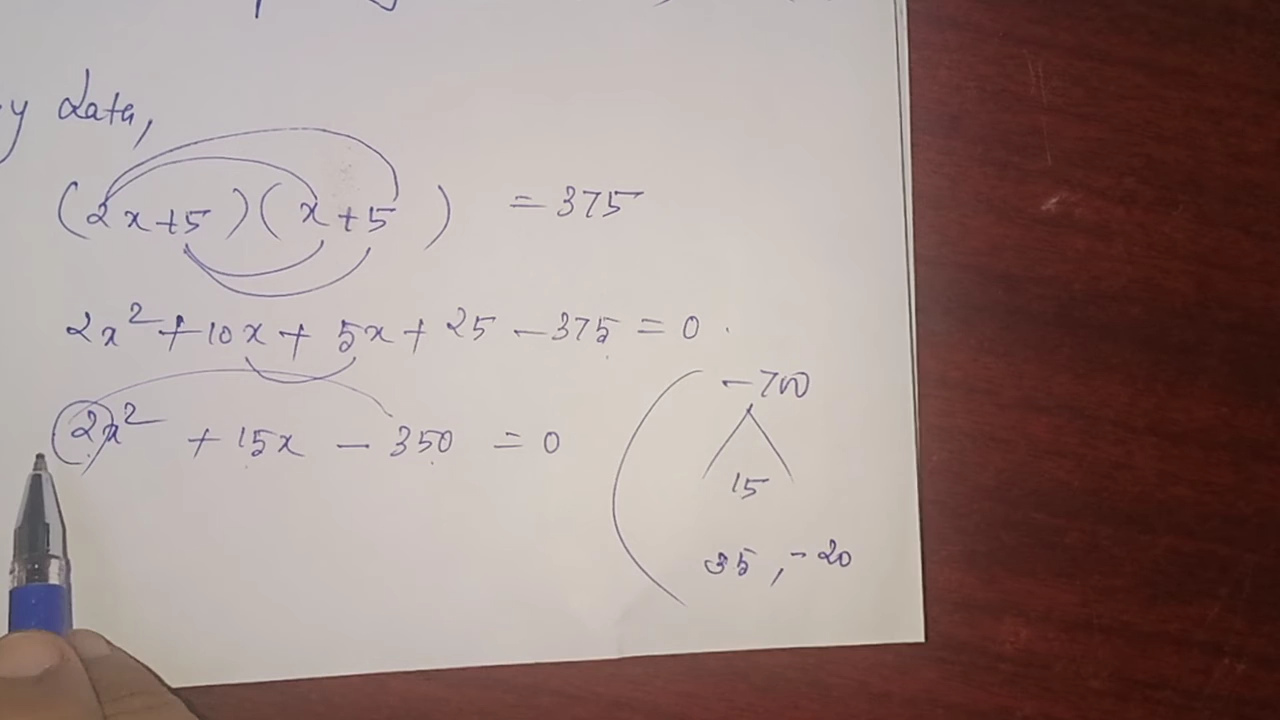 y data,
(2x+5)(x+5) = 375
2x²+10x+5x+25-375=0
2x² +15x-350 = 0
-700
15
35,-20